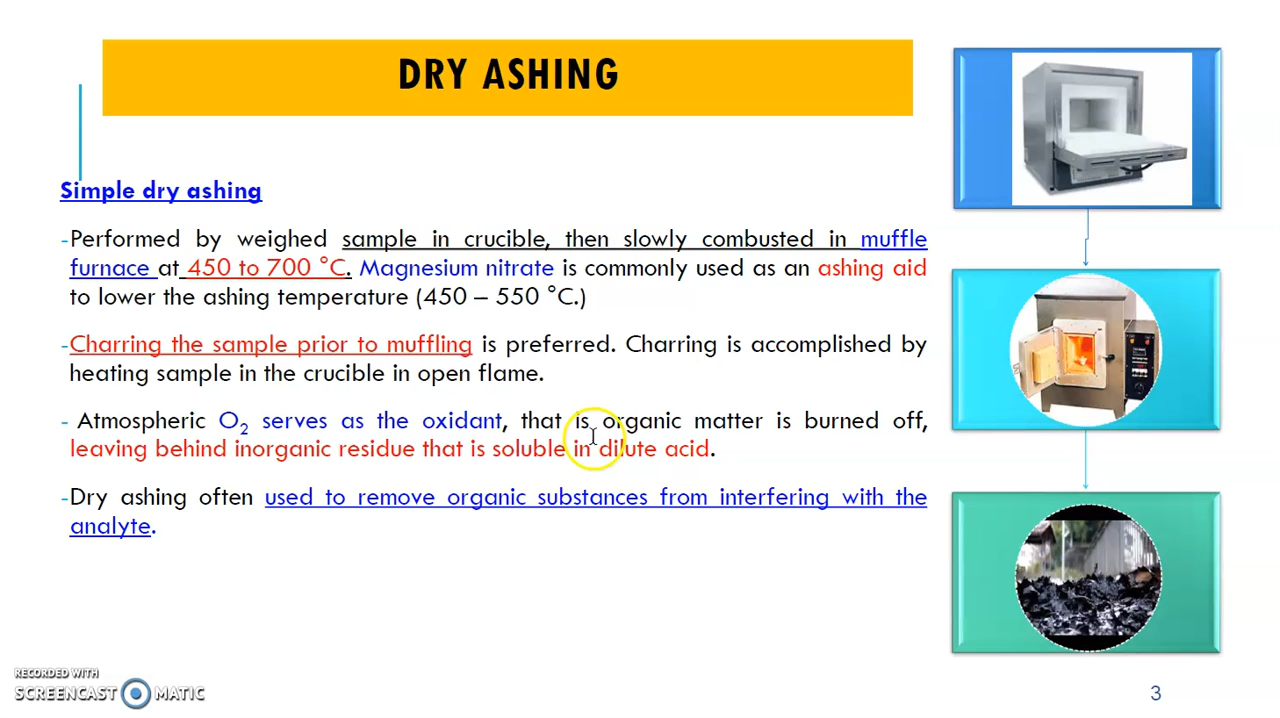 DRY ASHING
Simple dry ashing
-Performed by weighed sample in crucible, then slowly combusted in muffle
furnace at 450 to 700 °C. Magnesium nitrate is commonly used as an ashing aid
to lower the ashing temperature (450 – 550 °C.)
-Charring the sample prior to muffling is preferred. Charring is accomplished by
heating sample in the crucible in open flame.
- Atmospheric O₂ serves as the oxidant, that is organic matter is burned off,
leaving behind inorganic residue that is soluble in dilute acid.
-Dry ashing often used to remove organic substances from interfering with the
analyte.
RECORDED WITH
SCREENCAST MATIC
3